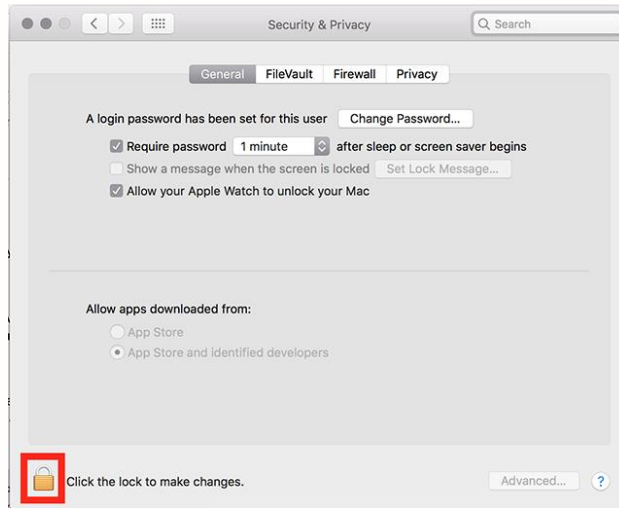 Security & Privacy
Search
General FileVault Firewall Privacy
A login password has been set for this user Change Password...
Require password 1 minute after sleep or screen saver begins
Show a message when the screen is locked Set Lock Message...
Allow your Apple Watch to unlock your Mac
Allow apps downloaded from:
App Store
App Store and identified developers
Click the lock to make changes.
Advanced... ?